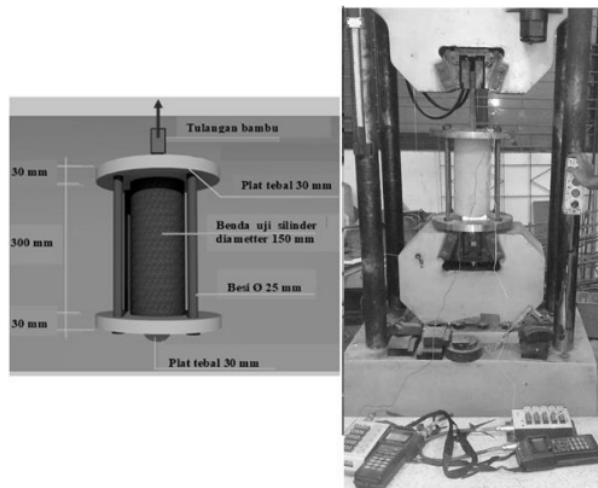 Tulangan bambu
30 mm
Plat tebal 30 mm
Benda uji silinder
diametter 150 mm
300 mm
Besi Ø 25 mm
30 mm
Plat tebal 30 mm